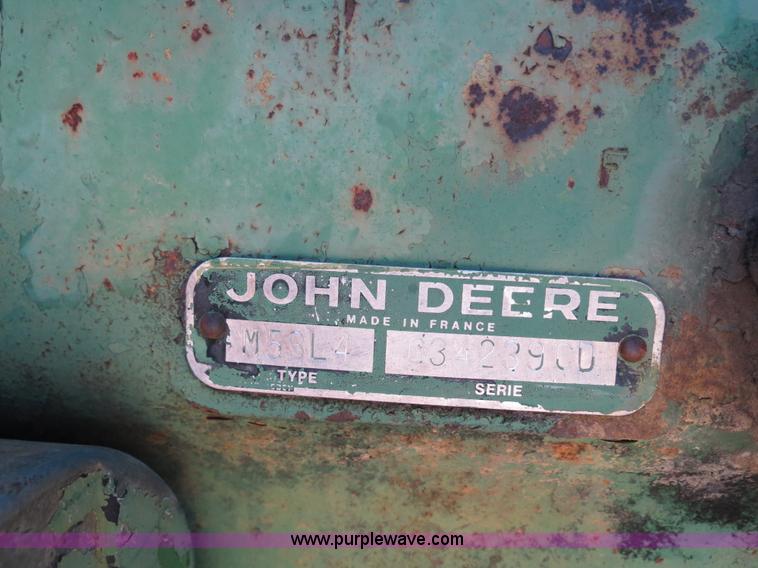 F
JOHN DEERE
MADE IN FRANCE
TYPE
SERIE
www.purplewave.com